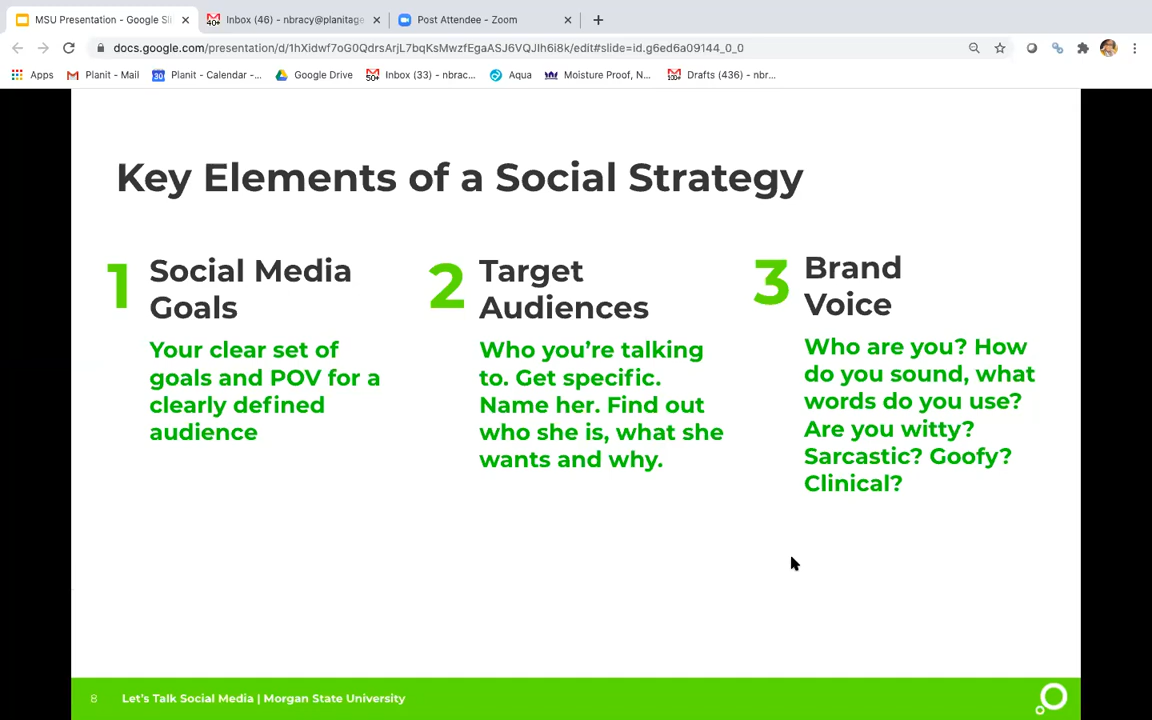 MSU Presentation - Google Sli
Inbox (46) - nbracy@planitage
Post Attendee - Zoom
docs.google.com/presentation/d/1hXidwf7oG0QdrsArjL7bqKsMwzfEgaASJ6VQJIh6i8k/edit#slide=id.g6ed6a09144_0_0
Apps
Planit - Mail
Planit - Calendar -...
Google Drive
Inbox (33) - nbrac...
Aqua
Moisture Proof, N...
Drafts (436) - nbr...
Key Elements of a Social Strategy
1
Social Media
Goals
Your clear set of
goals and POV for a
clearly defined
audience
2
Target
Audiences
Who you’re talking
to. Get specific.
Name her. Find out
who she is, what she
wants and why.
3
Brand
Voice
Who are you? How
do you sound, what
words do you use?
Are you witty?
Sarcastic? Goofy?
Clinical?
8
Let’s Talk Social Media | Morgan State University